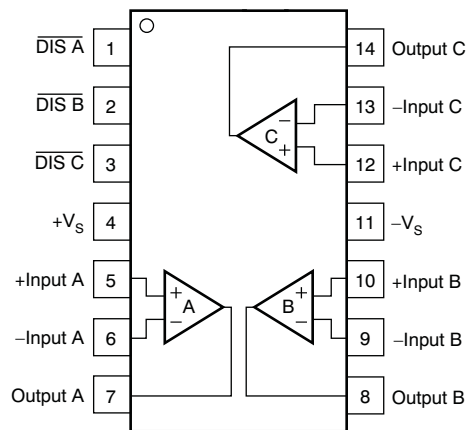 DIS A 1 14 Output C
DIS B 2 13 −Input C
C − +
DIS C 3 12 +Input C
+VS 4 11 −VS
+Input A 5 10 +Input B
+ − A B + −
−Input A 6 9 −Input B
Output A 7 8 Output B